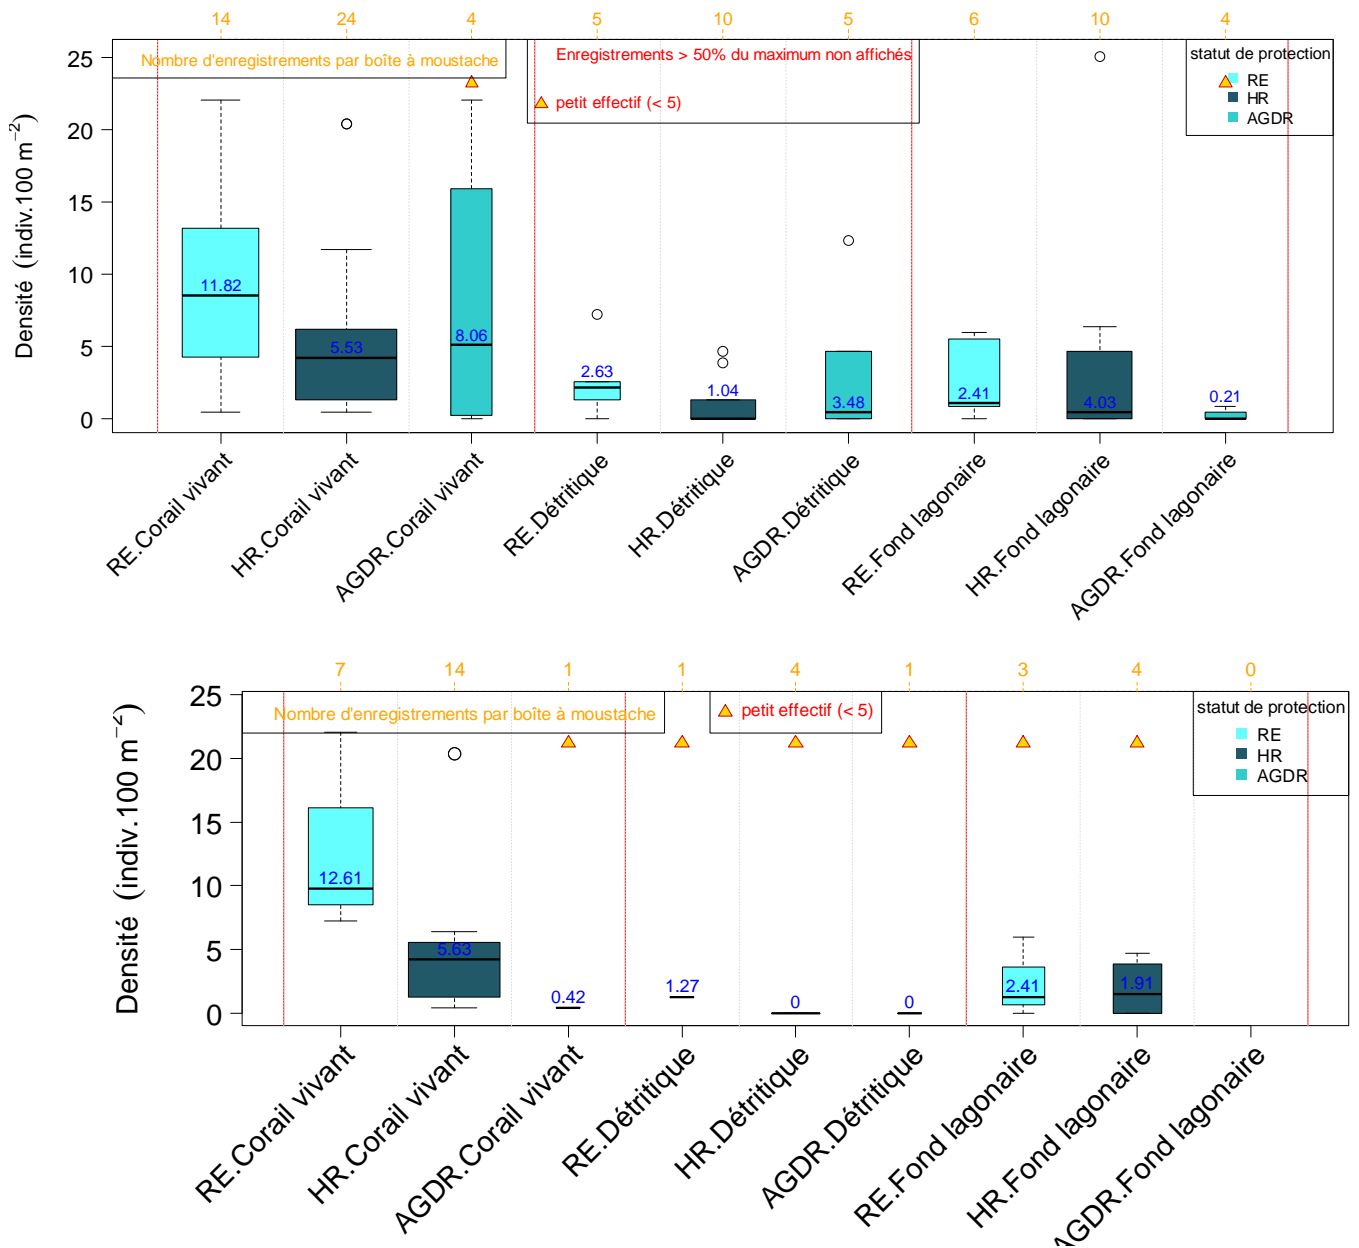 14 24 4 5 10 5 6 10 4
Nombre d'enregistrements par boîte à moustache
Enregistrements > 50% du maximum non affichés
petit effectif (< 5)
statut de protection
RE
HR
AGDR
Densité (indiv.100 m−2)
25
20
15
10
5
0
11.82
5.53
8.06
2.63
1.04
3.48
2.41
4.03
0.21
RE.Corail vivant
HR.Corail vivant
AGDR.Corail vivant
RE.Détritique
HR.Détritique
AGDR.Détritique
RE.Fond lagonaire
HR.Fond lagonaire
AGDR.Fond lagonaire
7 14 1 1 4 1 3 4 0
Nombre d'enregistrements par boîte à moustache
petit effectif (< 5)
statut de protection
RE
HR
AGDR
Densité (indiv.100 m−2)
25
20
15
10
5
0
12.61
5.63
0.42
1.27
0
0
2.41
1.91
RE.Corail vivant
HR.Corail vivant
AGDR.Corail vivant
RE.Détritique
HR.Détritique
AGDR.Détritique
RE.Fond lagonaire
HR.Fond lagonaire
AGDR.Fond lagonaire